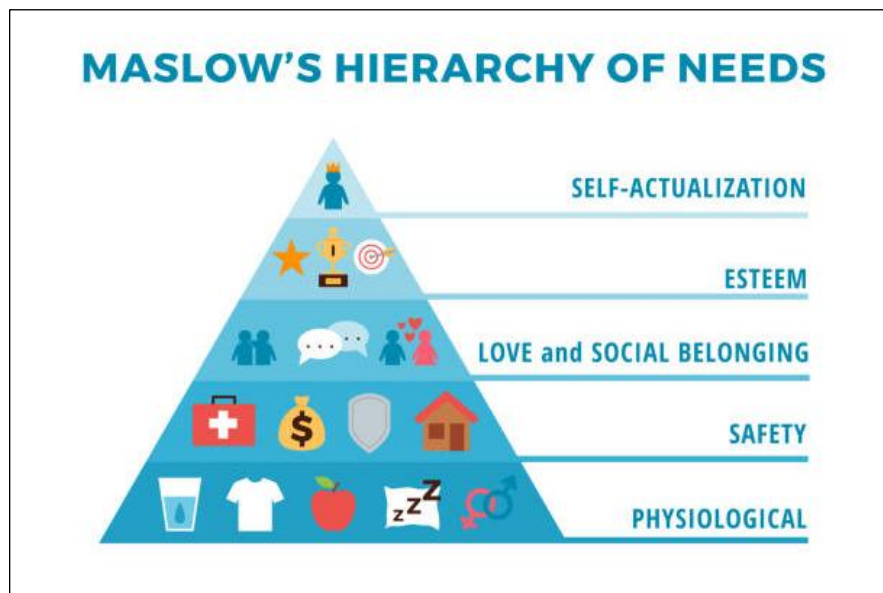 MASLOW'S HIERARCHY OF NEEDS
SELF-ACTUALIZATION
I
ESTEEM
LOVE and SOCIAL BELONGING
$
SAFETY
z z Z
PHYSIOLOGICAL